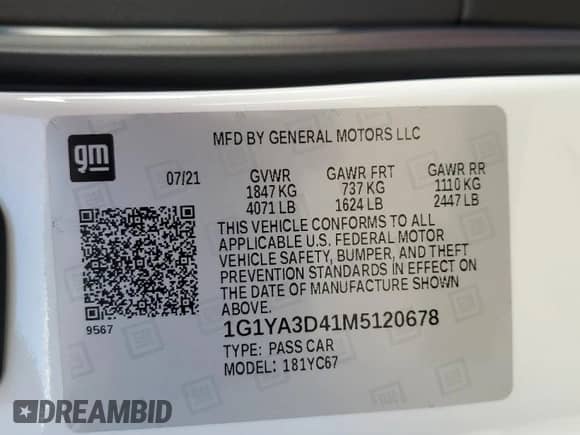 gm
MFD BY GENERAL MOTORS LLC
07/21 GVWR GAWR FRT GAWR RR
1847 KG 737 KG 1110 KG
4071 LB 1624 LB 2447 LB
THIS VEHICLE CONFORMS TO ALL
APPLICABLE U.S. FEDERAL MOTOR
VEHICLE SAFETY, BUMPER, AND THEFT
PREVENTION STANDARDS IN EFFECT ON
THE DATE OF MANUFACTURE SHOWN
ABOVE.
9567
1G1YA3D41M5120678
TYPE: PASS CAR
MODEL: 181YC67
DREAMBID